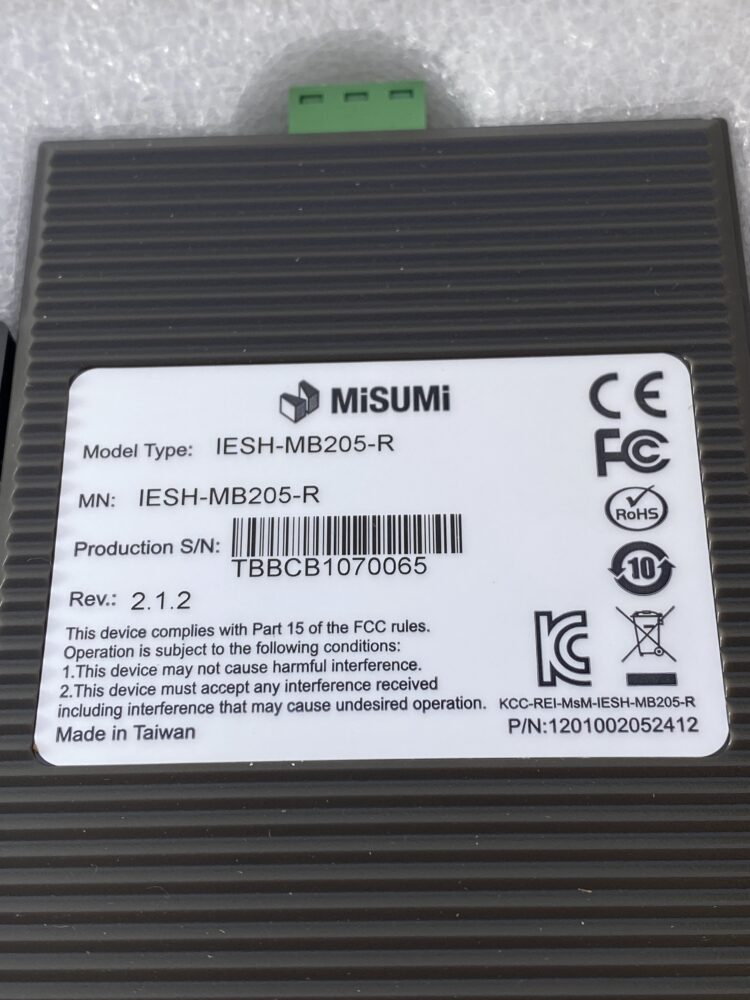 MiSUMi
CE
FC
Model Type: IESH-MB205-R
MN: IESH-MB205-R
RoHS
Production S/N:
TBBCB1070065
10
Rev.: 2.1.2
This device complies with Part 15 of the FCC rules.
Operation is subject to the following conditions:
1.This device may not cause harmful interference.
2.This device must accept any interference received
including interference that may cause undesired operation.
KC
KCC-REI-MsM-IESH-MB205-R
Made in Taiwan
P/N:1201002052412